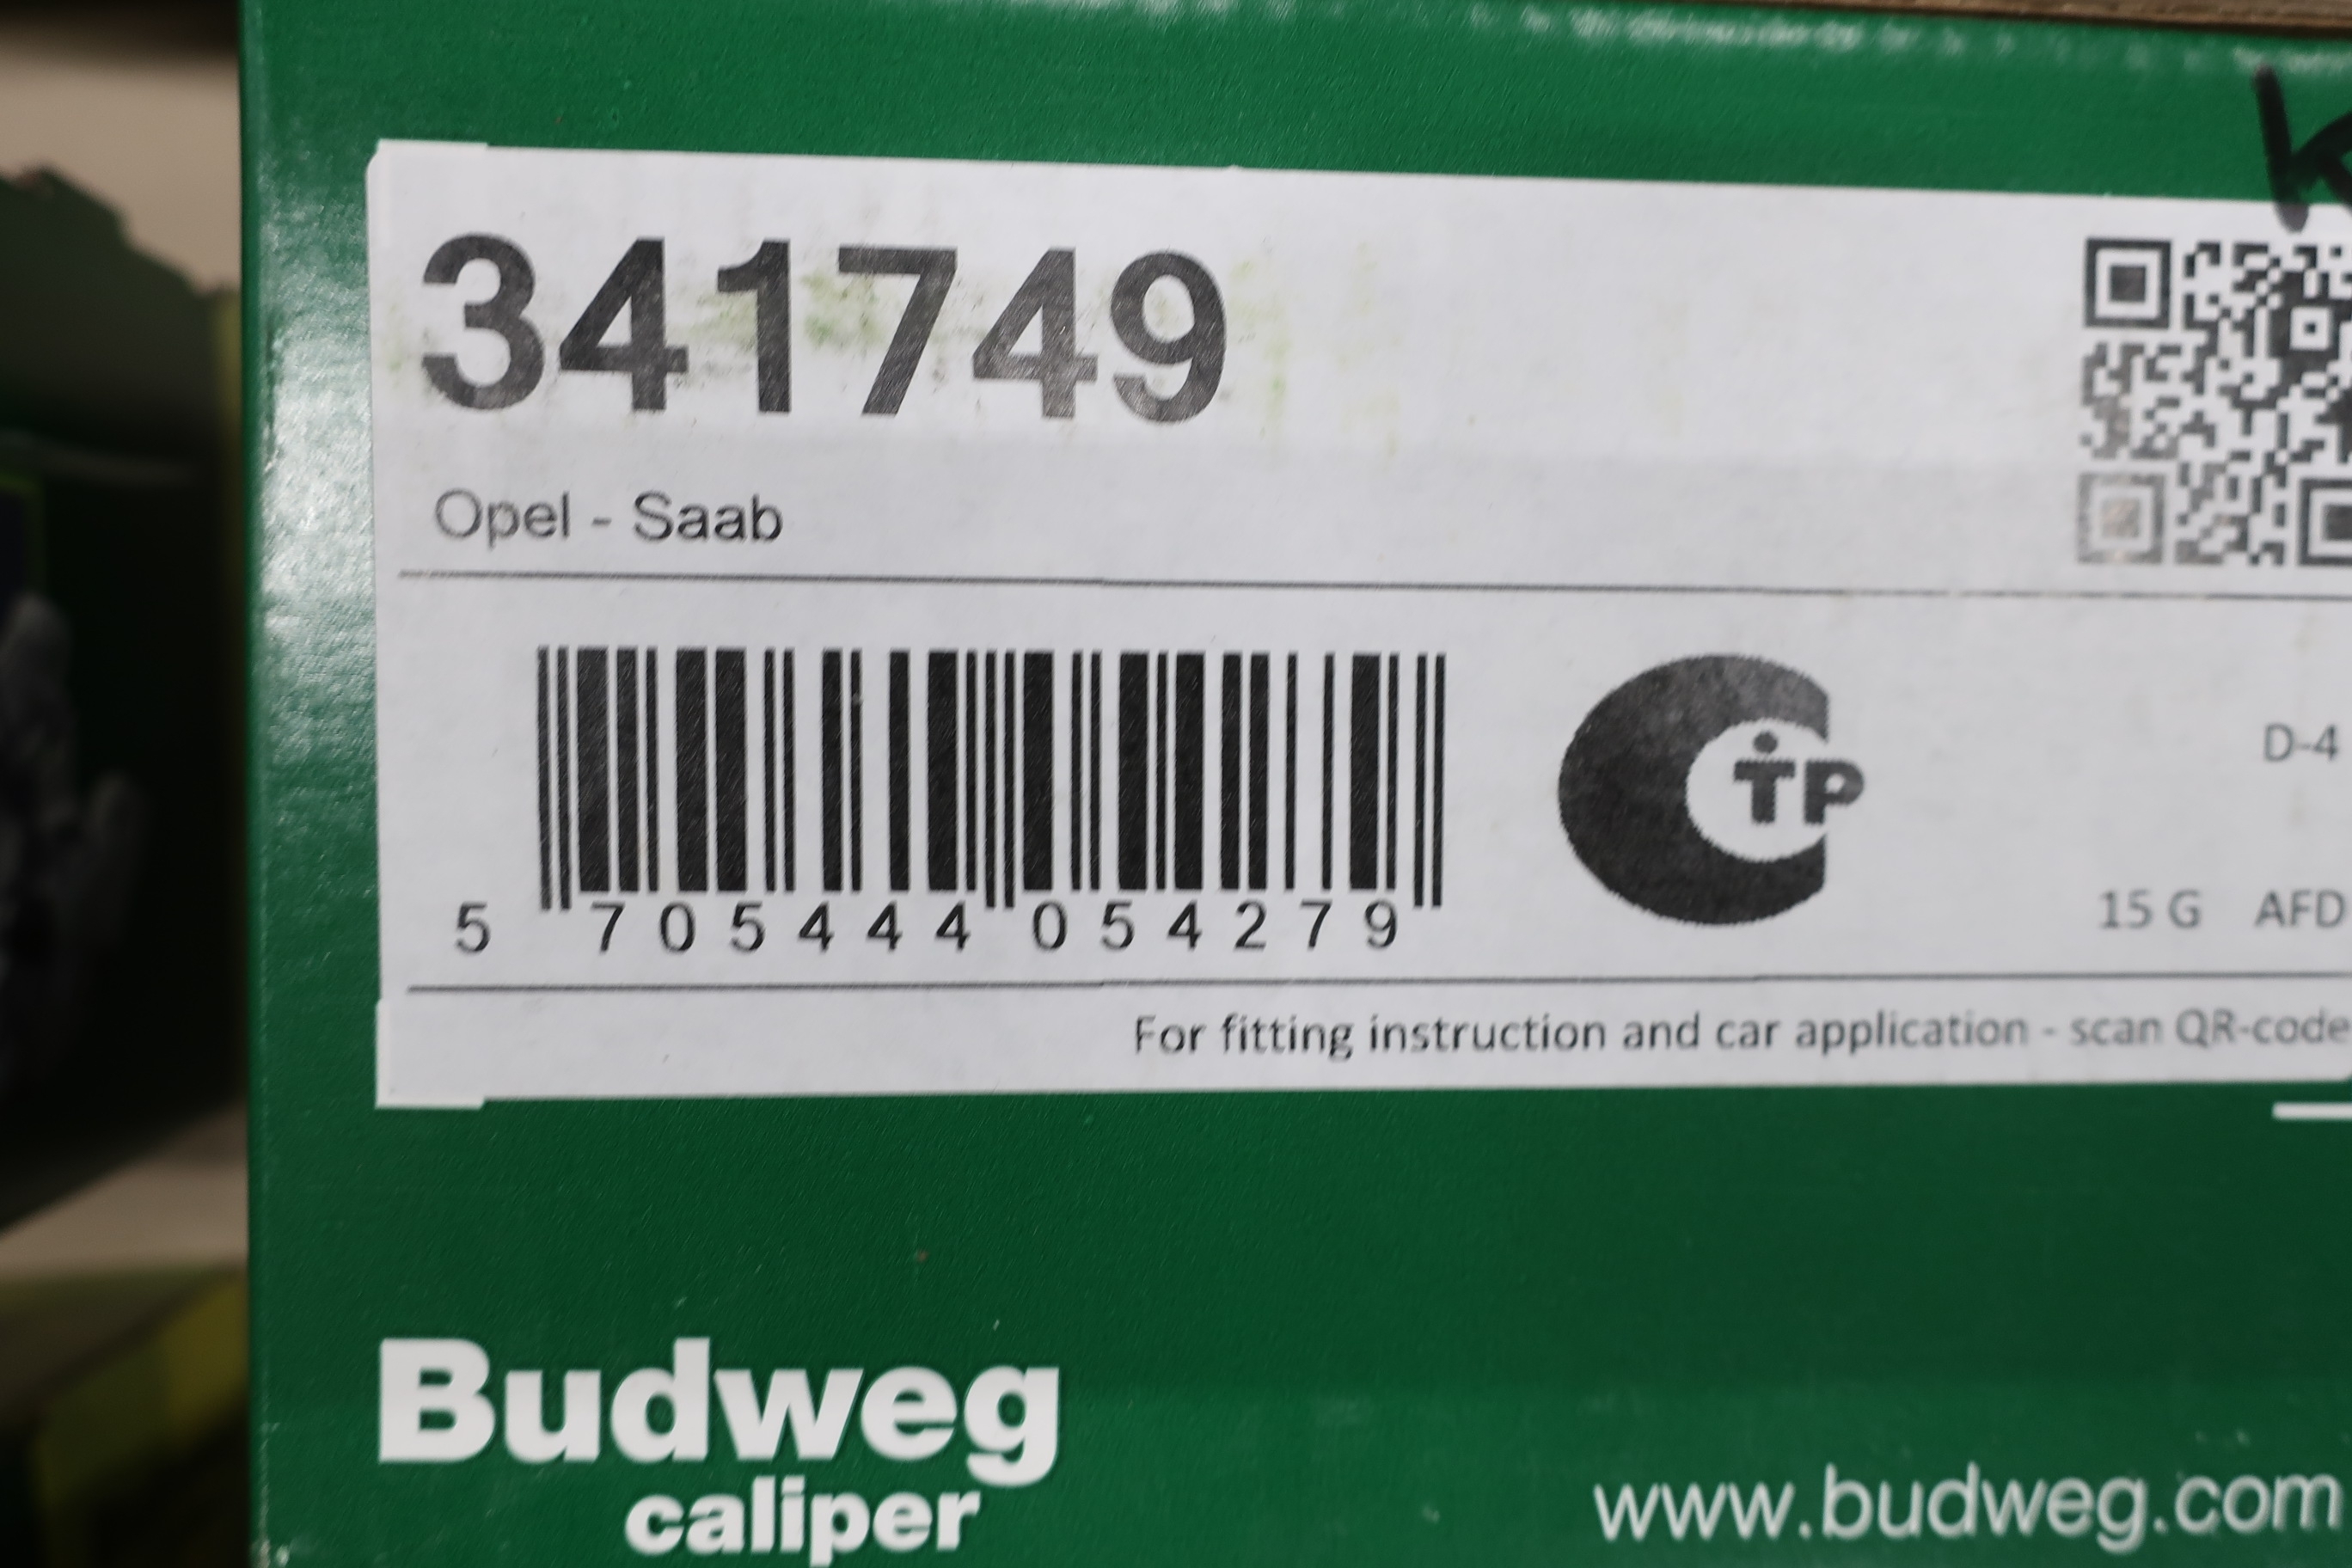 341749
Opel - Saab
5 705444 054279
TP
D-4
15 G AFD
For fitting instruction and car application - scan QR-code
Budweg
caliper
www.budweg.com